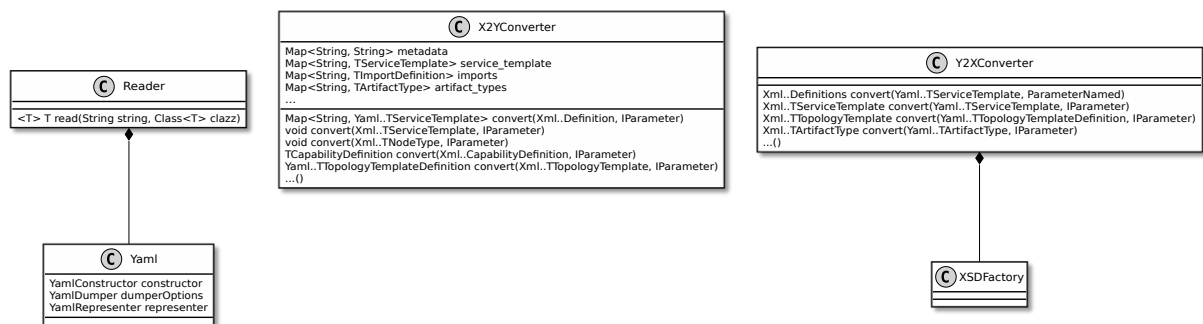 C Reader
<T> T read(String string, Class<T> clazz)
C Yaml
YamlConstructor constructor
YamlDumper dumperOptions
YamlRepresenter representer
C X2YConverter
Map<String, String> metadata
Map<String, TServiceTemplate> service_template
Map<String, TImportDefinition> imports
Map<String, TArtifactType> artifact_types
...
Map<String, Yaml..TServiceTemplate> convert(Xml..Definition, IParameter)
void convert(Xml..TServiceTemplate, IParameter)
void convert(Xml..TNodeType, IParameter)
TCapabilityDefinition convert(Xml..CapabilityDefinition, IParameter)
Yaml..TTopologyTemplateDefinition convert(Xml..TTopologyTemplate, IParameter)
...()
C Y2XConverter
Xml..Definitions convert(Yaml..TServiceTemplate, ParameterNamed)
Xml..TServiceTemplate convert(Yaml..TServiceTemplate, IParameter)
Xml..TTopologyTemplate convert(Yaml..TTopologyTemplateDefinition, IParameter)
Xml..TArtifactType convert(Yaml..TArtifactType, IParameter)
...()
C XSDFactory